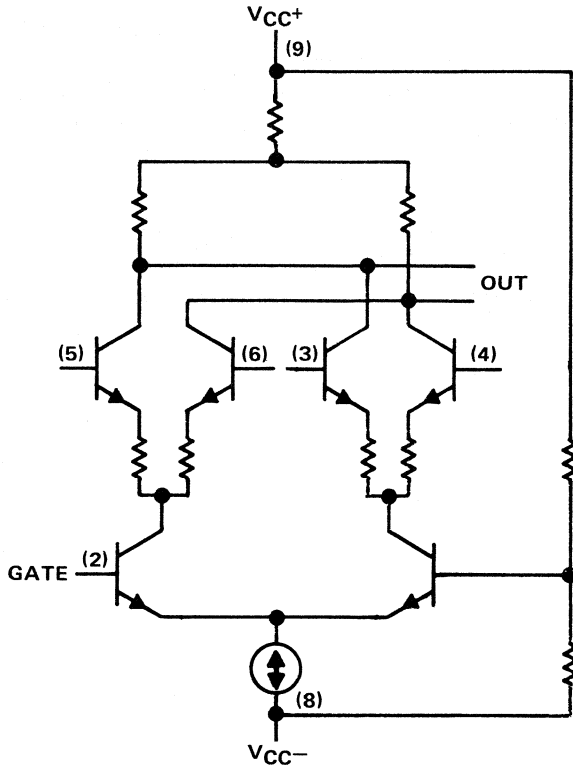 VCC+
(9)
OUT
(5)
(6)
(3)
(4)
(2)
GATE
(8)
VCC−